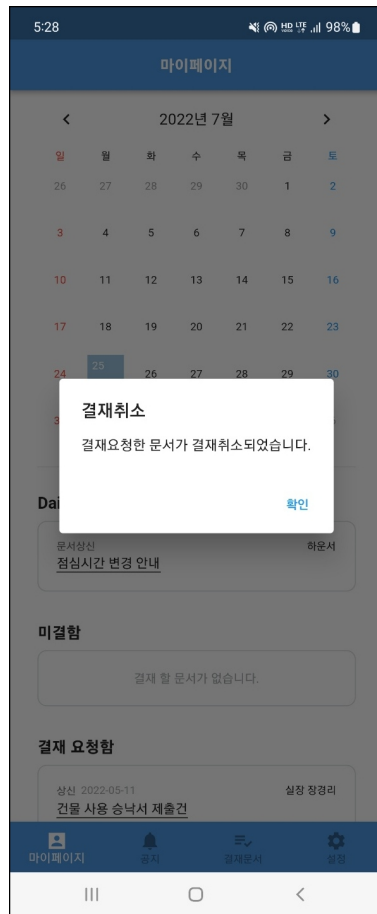 5:28
HD LTE 98%
마이페이지
2022년 7월
일 월 화 수 목 금 토
26 27 28 29 30 1 2
3 4 5 6 7 8 9
10 11 12 13 14 15 16
17 18 19 20 21 22 23
24 25 26 27 28 29 30
3
결재취소
결재요청한 문서가 결재취소되었습니다.
확인
Dai
문서상신 하운서
점심시간 변경 안내
미결함
결재 할 문서가 없습니다.
결재 요청함
상신 2022-05-11 실장 장경리
건물 사용 승낙서 제출건
마이페이지 공지 결재문서 설정